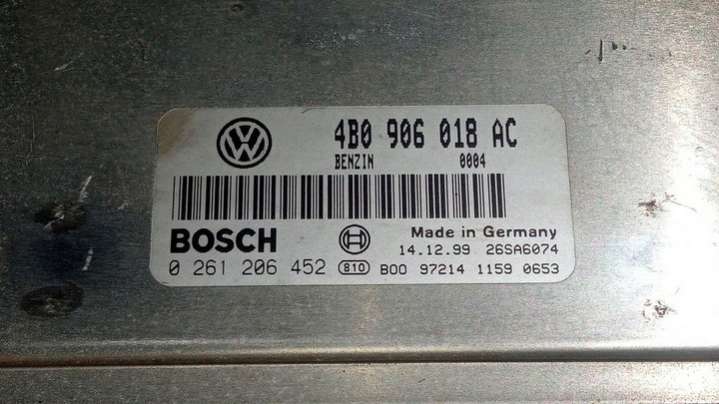 4B0 906 018 AC
BENZIN 0004
BOSCH Made in Germany
14.12.99 26SA6074
0 261 206 452 810 B00 97214 1159 0653